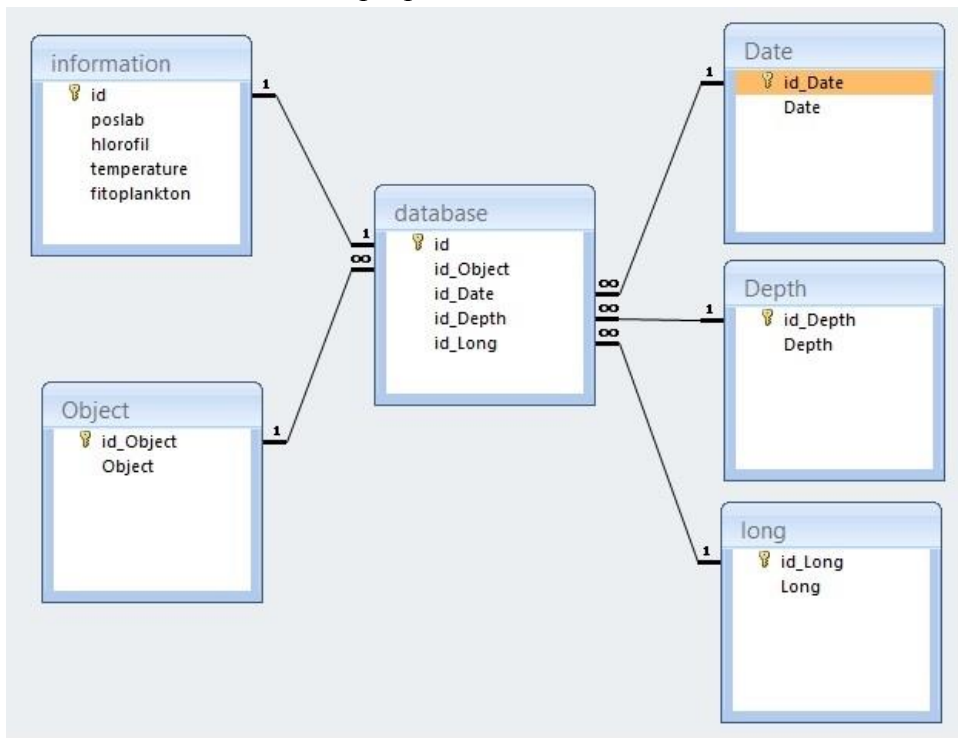 information
id
poslab
hlorofil
temperature
fitoplankton
1
Object
id_Object
Object
1
database
id
id_Object
id_Date
id_Depth
id_Long
1
∞
∞
∞
∞
Date
id_Date
Date
1
Depth
id_Depth
Depth
1
long
id_Long
Long
1